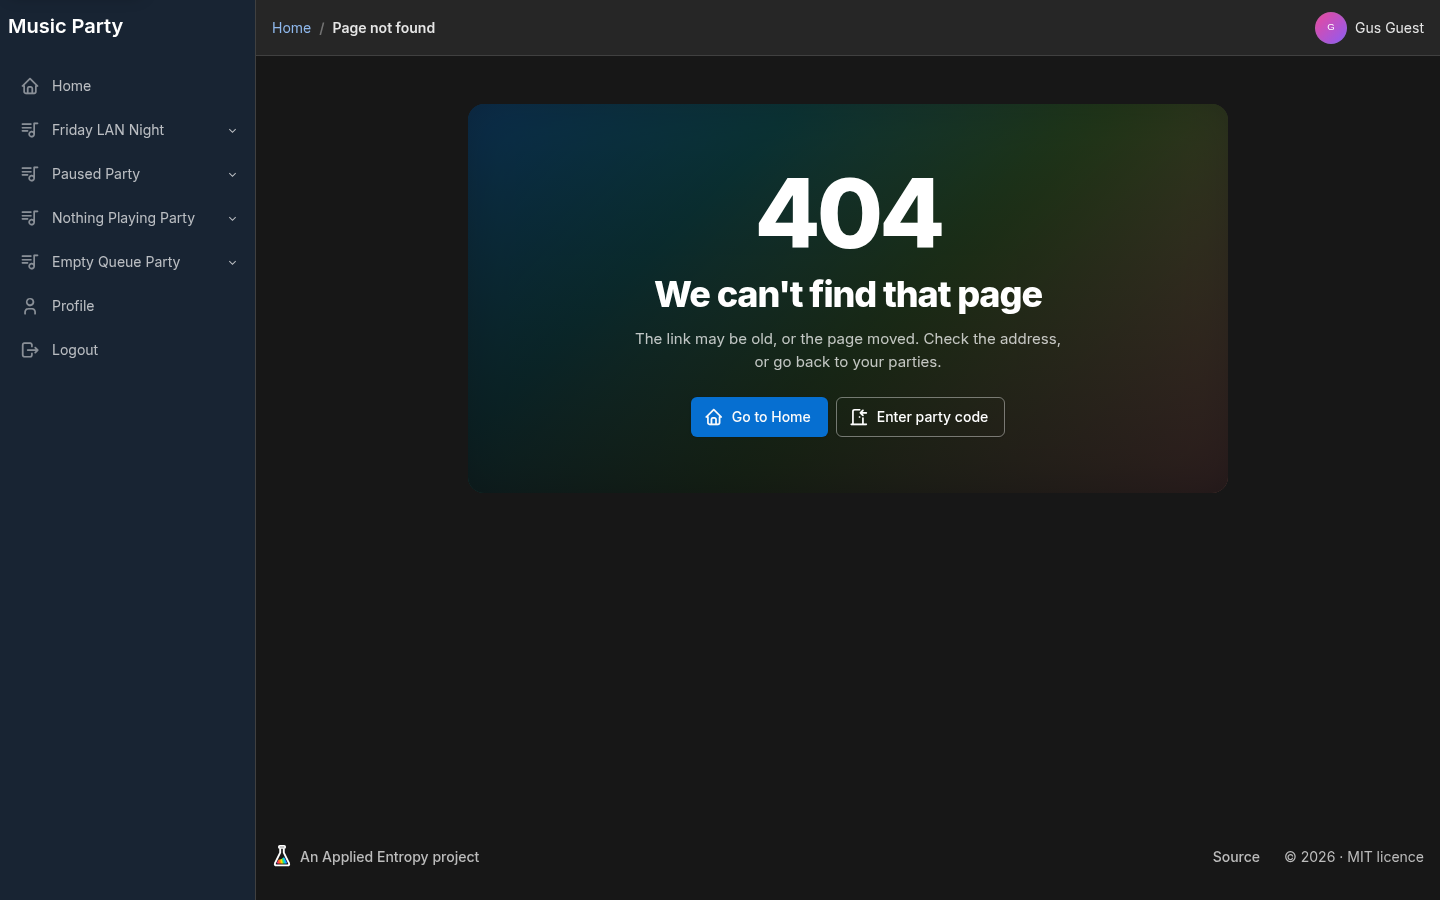 Music Party
Home / Page not found
G
Gus Guest
Home
Friday LAN Night
Paused Party
Nothing Playing Party
Empty Queue Party
Profile
Logout
404
We can't find that page
The link may be old, or the page moved. Check the address,
or go back to your parties.
Go to Home
Enter party code
An Applied Entropy project
Source
© 2026 · MIT licence